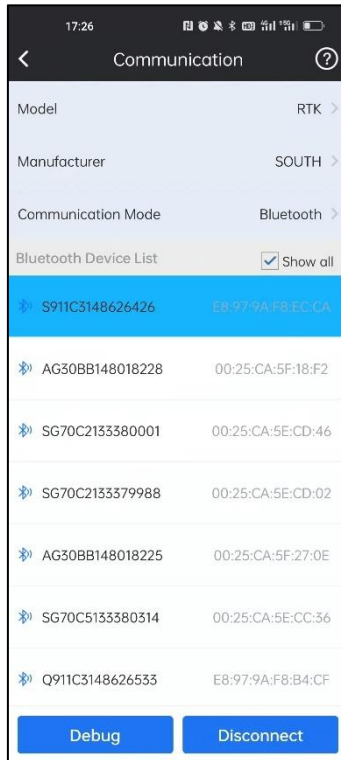 17:26
Communication
Model RTK
Manufacturer SOUTH
Communication Mode Bluetooth
Bluetooth Device List Show all
S911C3148626426 E8:97:9A:F8:EC:CA
AG30BB148018228 00:25:CA:5F:18:F2
SG70C2133380001 00:25:CA:5E:CD:46
SG70C2133379988 00:25:CA:5E:CD:02
AG30BB148018225 00:25:CA:5F:27:0E
SG70C5133380314 00:25:CA:5E:CC:36
Q911C3148626533 E8:97:9A:F8:B4:CF
Debug Disconnect